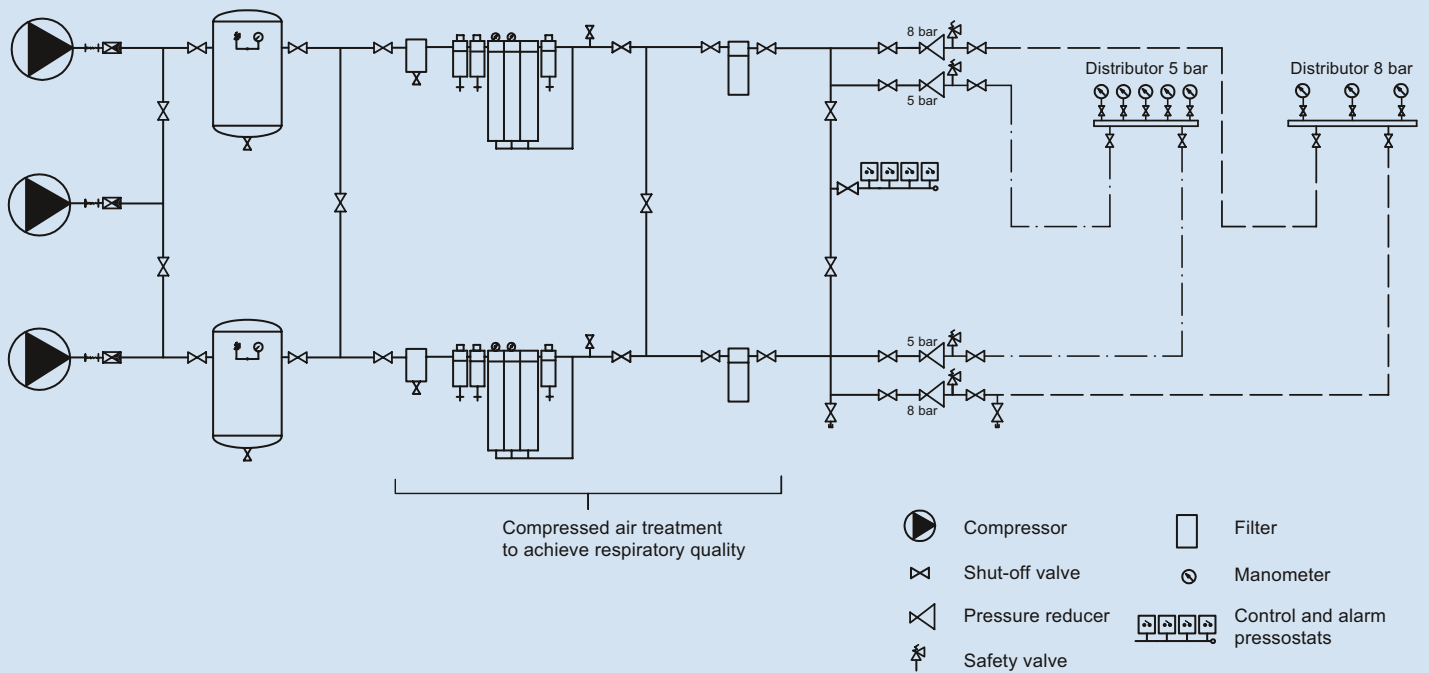 8 bar
5 bar
Distributor 5 bar
Distributor 8 bar
5 bar
8 bar
Compressed air treatment
to achieve respiratory quality
Compressor
Shut-off valve
Pressure reducer
Safety valve
Filter
Manometer
Control and alarm
pressostats